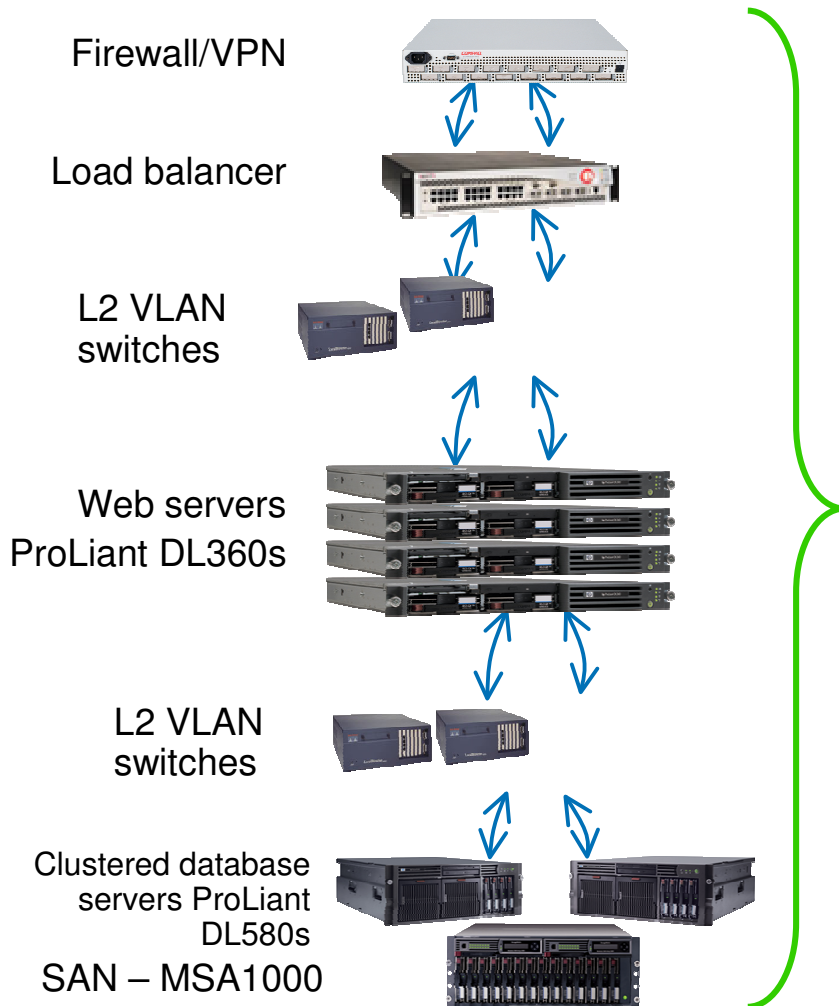 Firewall/VPN
Load balancer
L2 VLAN
switches
Web servers
ProLiant DL360s
L2 VLAN
switches
Clustered database
servers ProLiant
DL580s
SAN – MSA1000